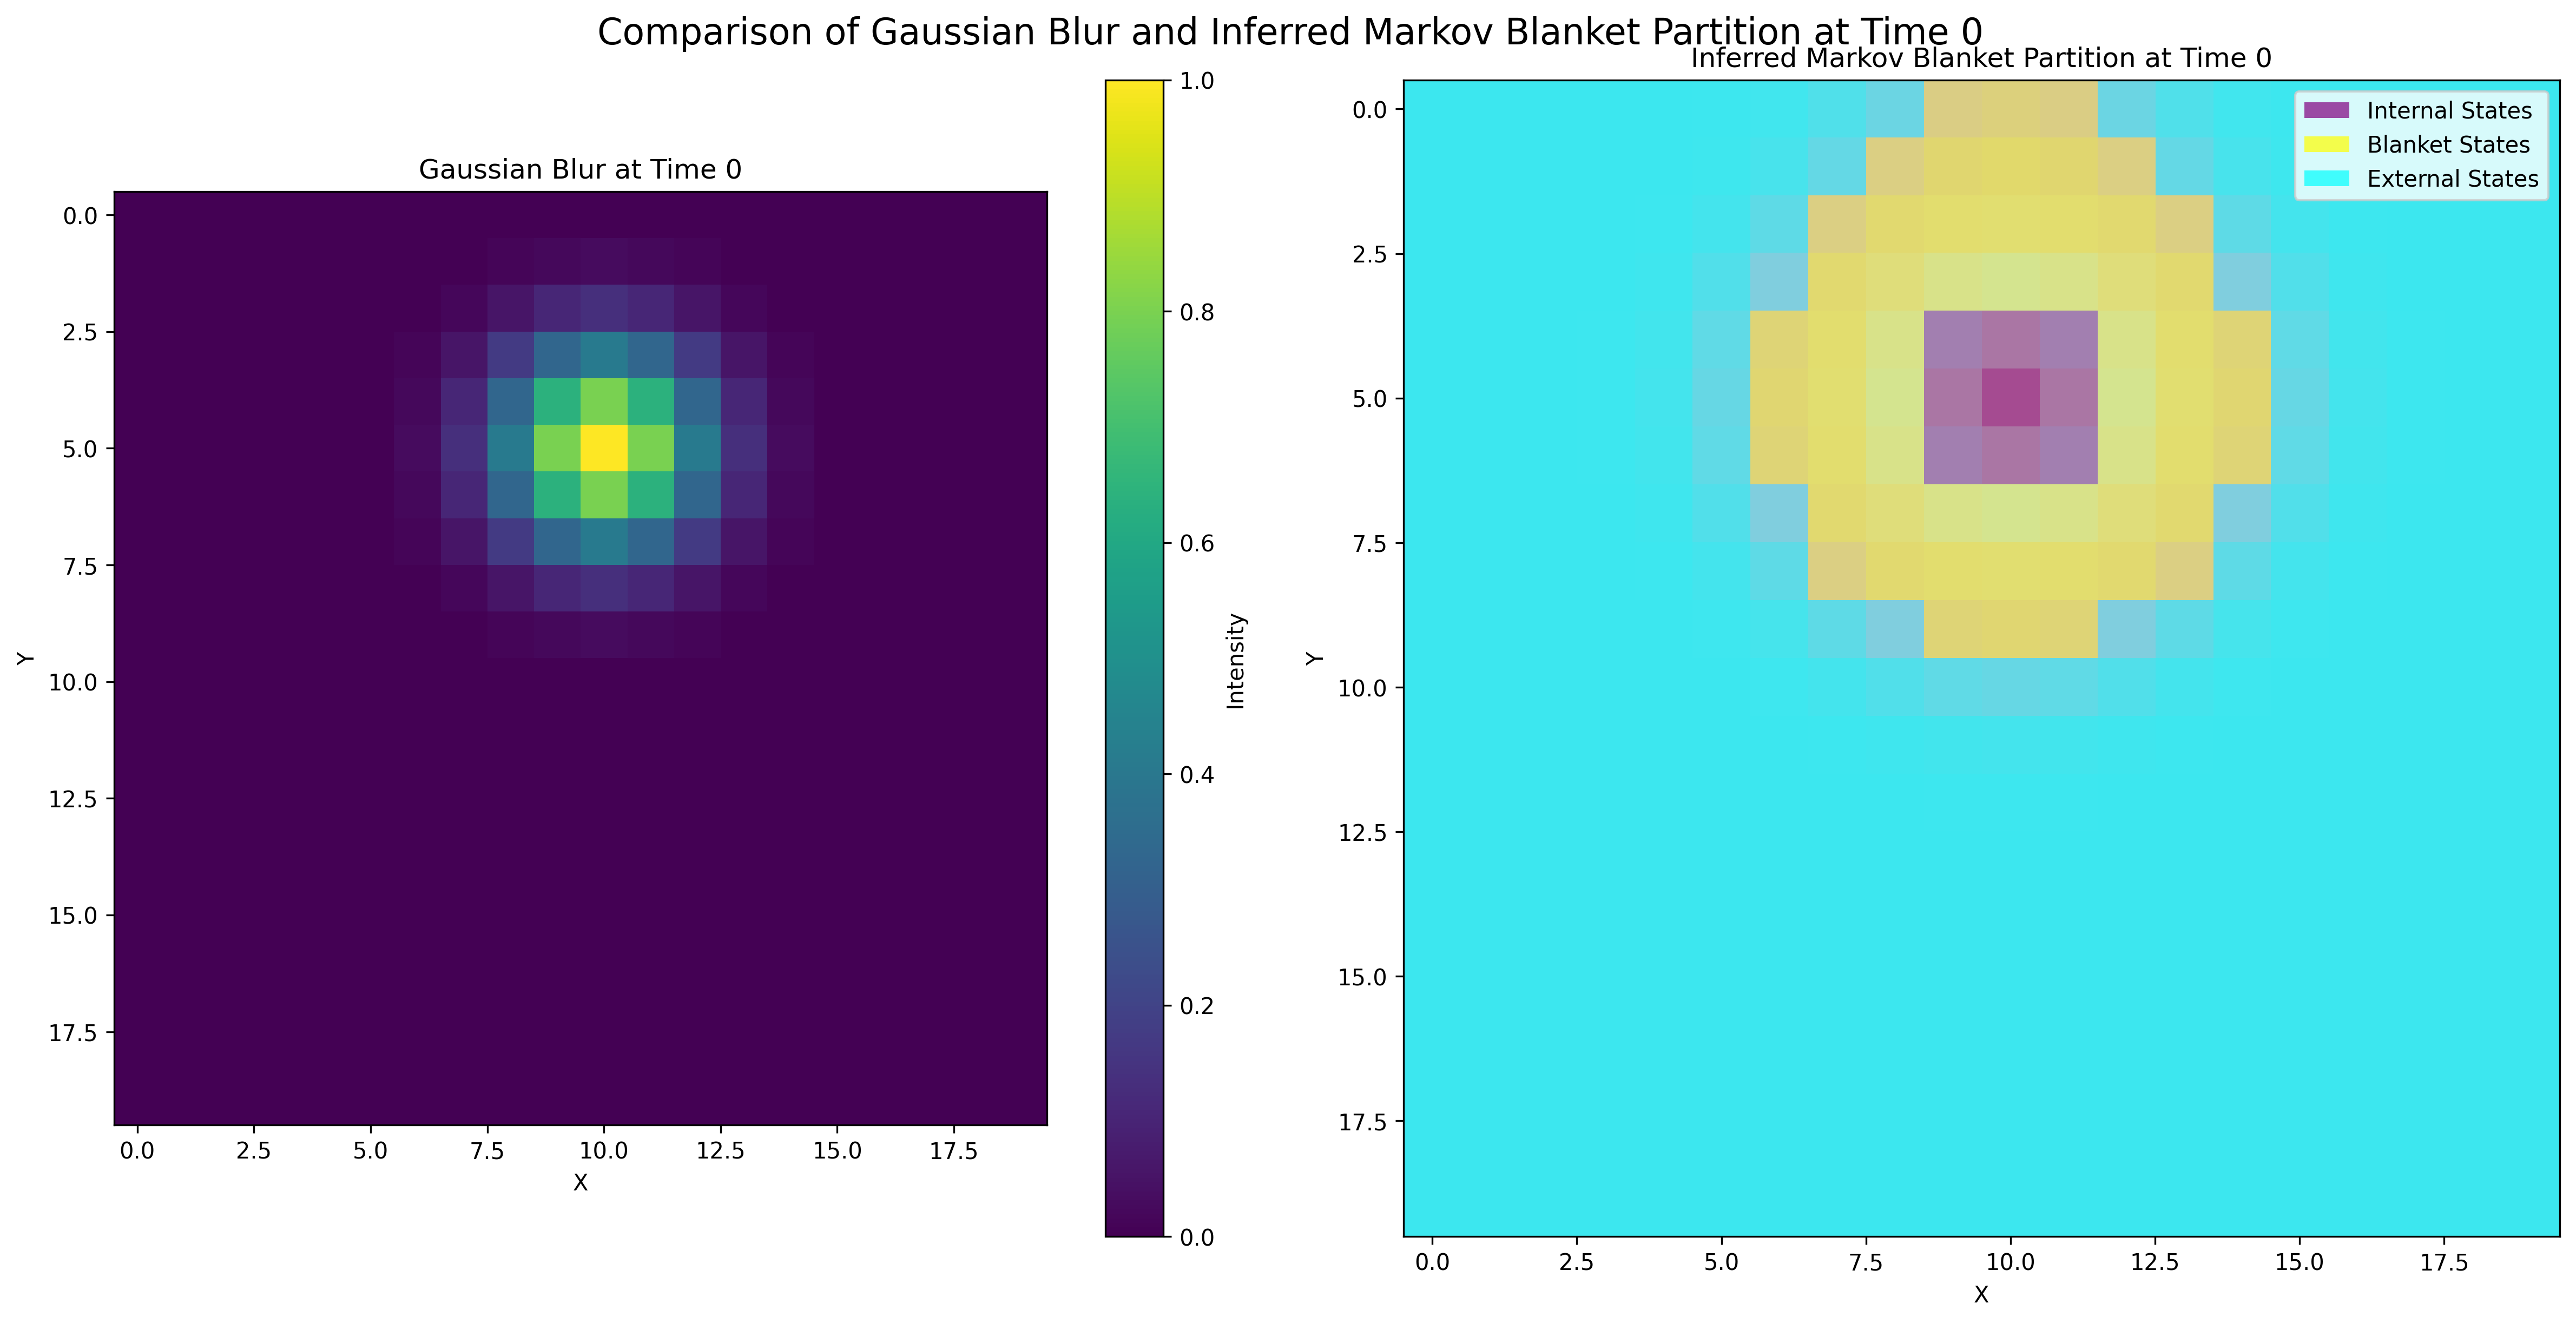 Comparison of Gaussian Blur and Inferred Markov Blanket Partition at Time 0
Gaussian Blur at Time 0
0.0
2.5
5.0
7.5
10.0
12.5
15.0
17.5
Y
0.0 2.5 5.0 7.5 10.0 12.5 15.0 17.5
X
1.0
0.8
0.6
0.4
0.2
0.0
Intensity
Inferred Markov Blanket Partition at Time 0
Internal States
Blanket States
External States
0.0
2.5
5.0
7.5
10.0
12.5
15.0
17.5
Y
0.0 2.5 5.0 7.5 10.0 12.5 15.0 17.5
X